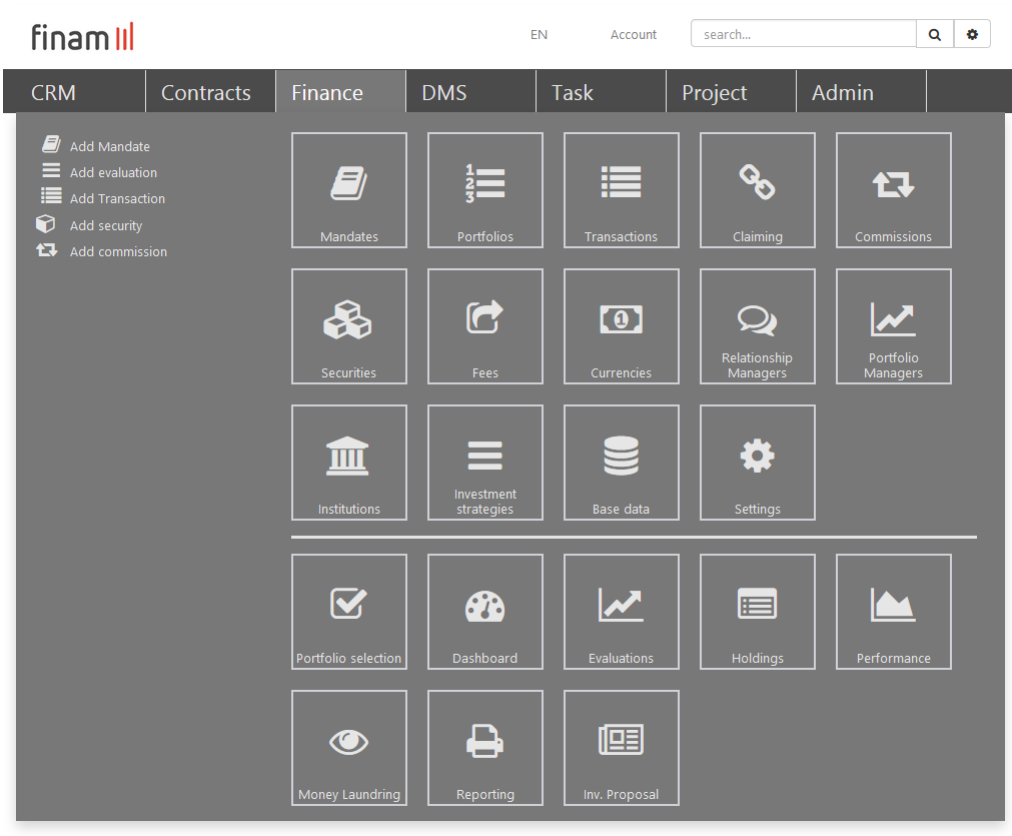 finam
EN Account search...
CRM Contracts Finance DMS Task Project Admin
Add Mandate
Add evaluation
Add Transaction
Add security
Add commission
Mandates Portfolios Transactions Claiming Commissions
Securities Fees Currencies Relationship Managers Portfolio Managers
Institutions Investment strategies Base data Settings
Portfolio selection Dashboard Evaluations Holdings Performance
Money Laundring Reporting Inv. Proposal